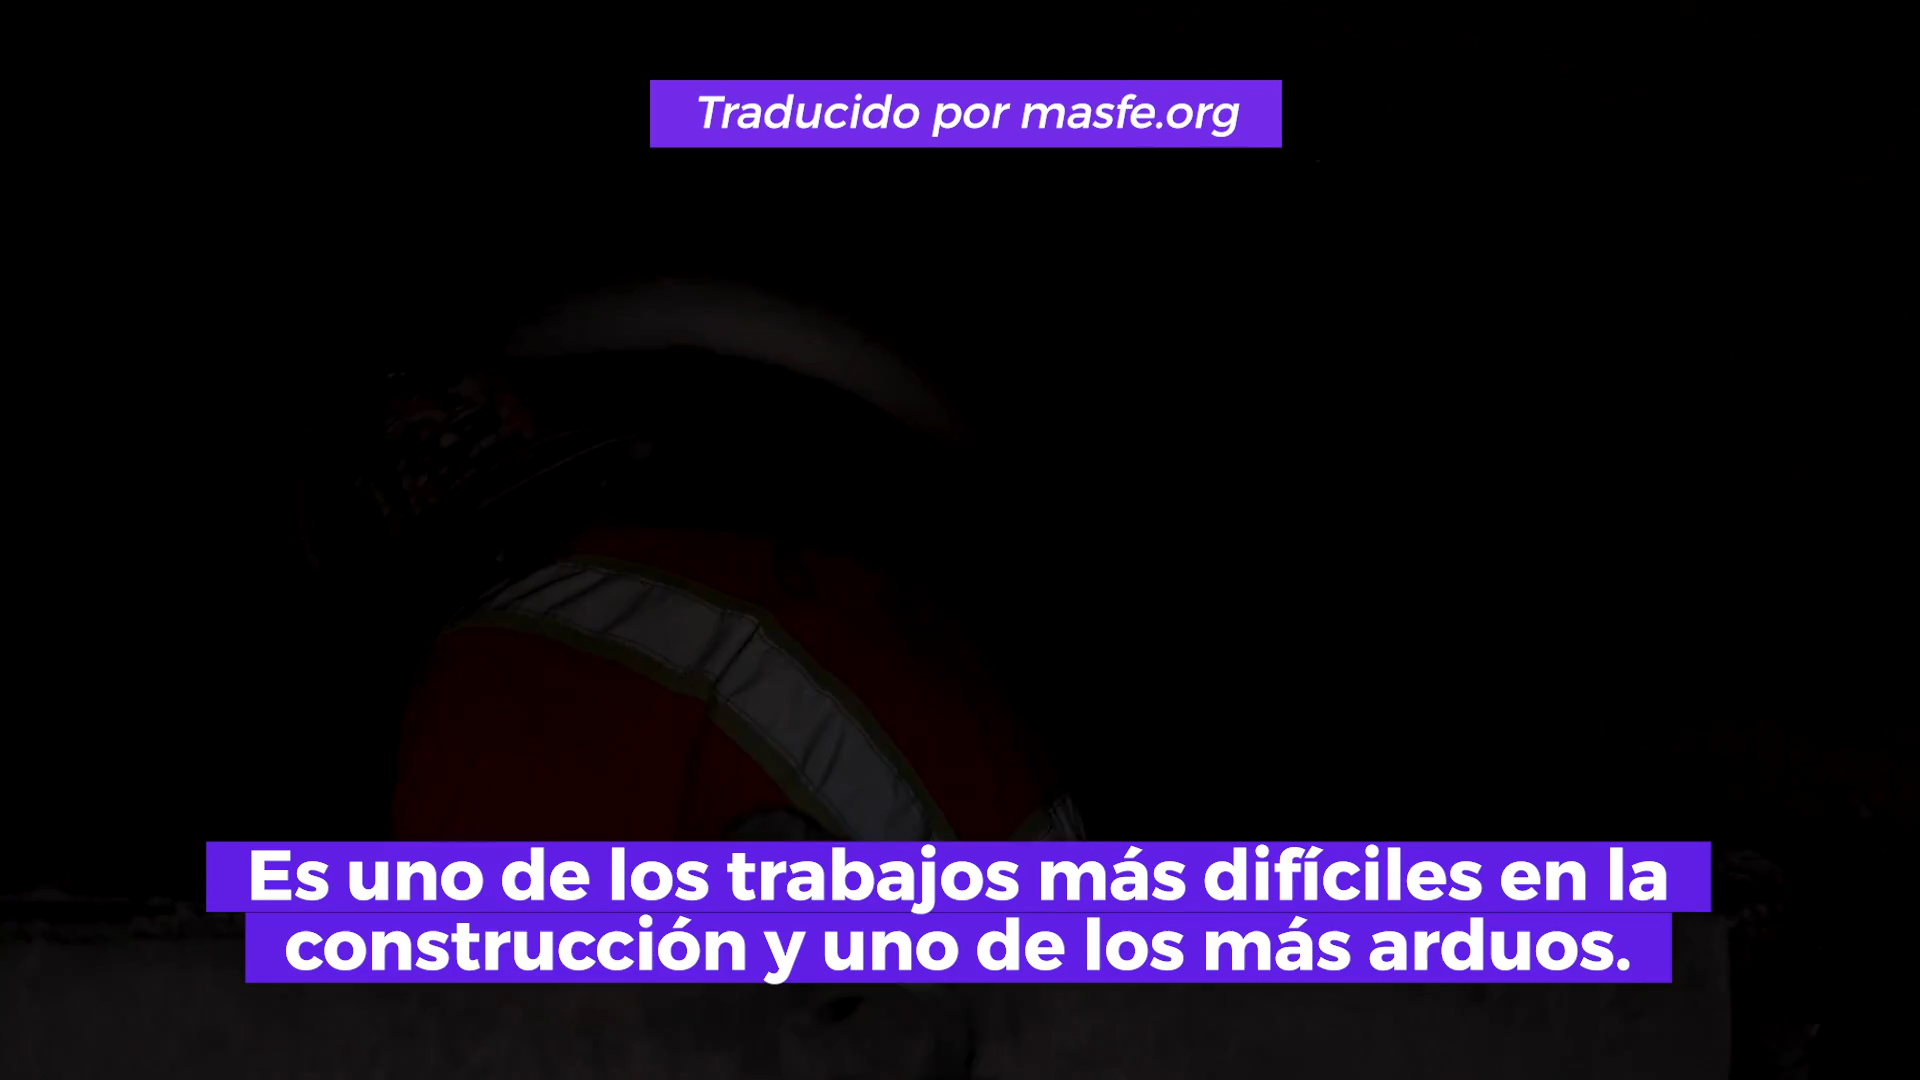 Traducido por masfe.org
Es uno de los trabajos más difíciles en la
construcción y uno de los más arduos.